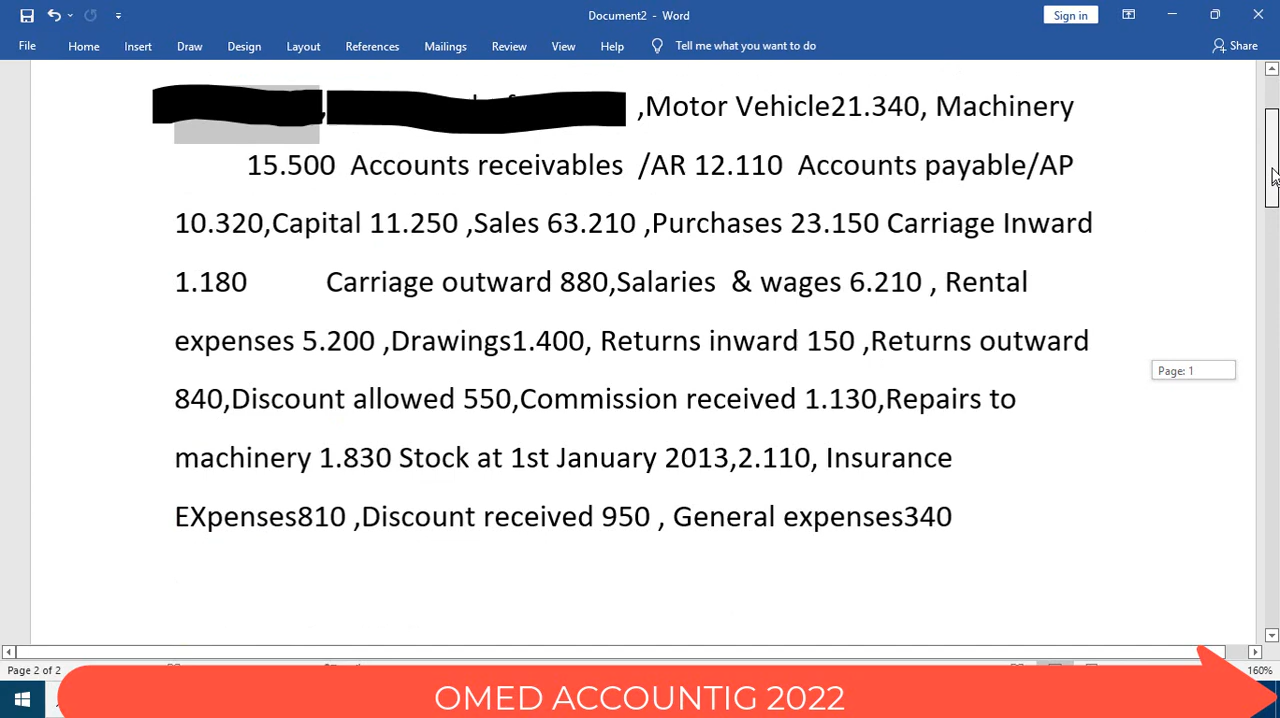 Document2 - Word
Sign in
File Home Insert Draw Design Layout References Mailings Review View Help Tell me what you want to do Share
,Motor Vehicle21.340, Machinery
15.500 Accounts receivables /AR 12.110 Accounts payable/AP
10.320,Capital 11.250 ,Sales 63.210 ,Purchases 23.150 Carriage Inward
1.180 Carriage outward 880,Salaries & wages 6.210 , Rental
expenses 5.200 ,Drawings1.400, Returns inward 150 ,Returns outward
Page: 1
840,Discount allowed 550,Commission received 1.130,Repairs to
machinery 1.830 Stock at 1st January 2013,2.110, Insurance
EXpenses810 ,Discount received 950 , General expenses340
Page 2 of 2
160%
OMED ACCOUNTIG 2022